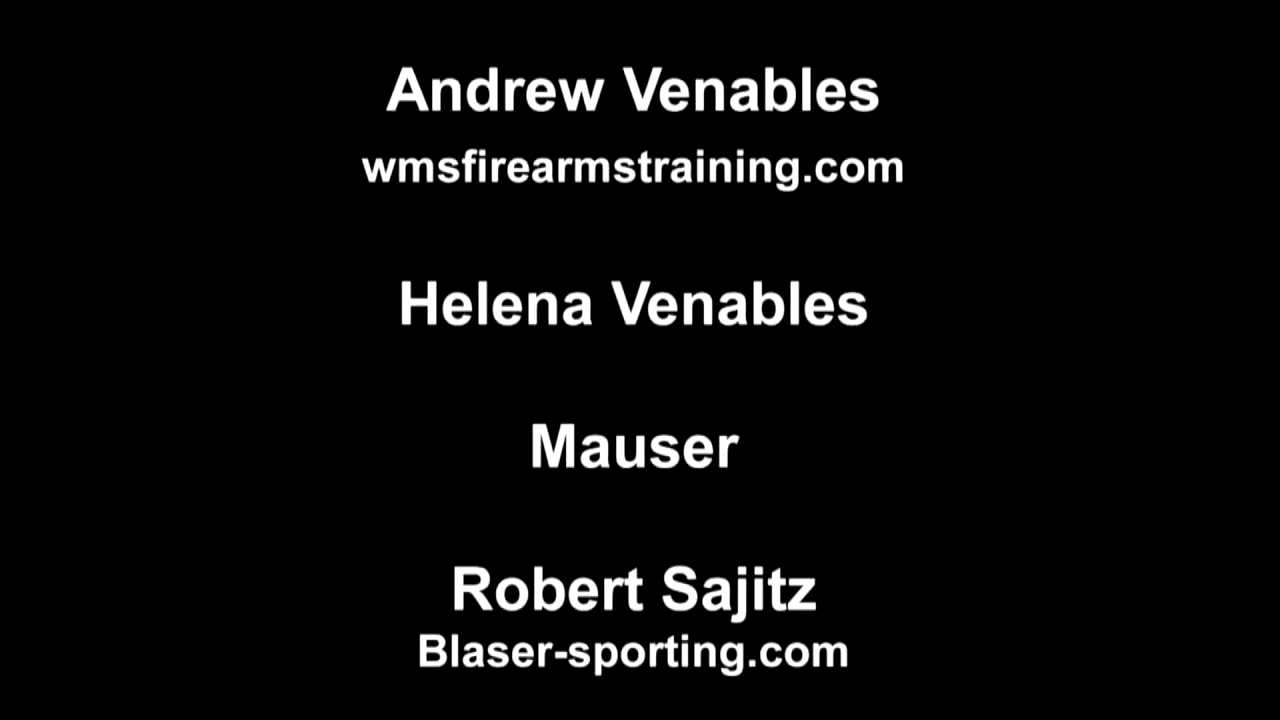 Andrew Venables
wmsfirearmstraining.com
Helena Venables
Mauser
Robert Sajitz
Blaser-sporting.com